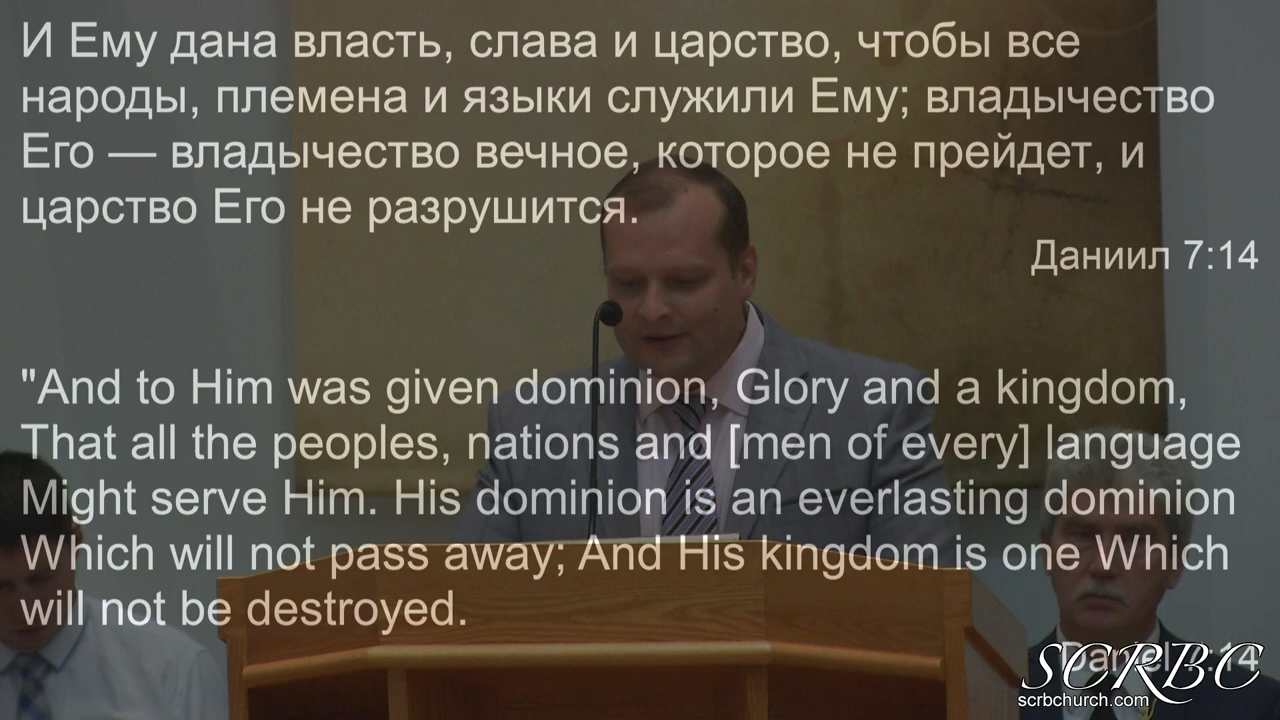 И Ему дана власть, слава и царство, чтобы все
народы, племена и языки служили Ему; владычество
Его — владычество вечное, которое не прейдет, и
царство Его не разрушится.
Даниил 7:14
"And to Him was given dominion, Glory and a kingdom,
That all the peoples, nations and [men of every] language
Might serve Him. His dominion is an everlasting dominion
Which will not pass away; And His kingdom is one Which
will not be destroyed.
Daniel 7:14
SCRBC
scrbchurch.com